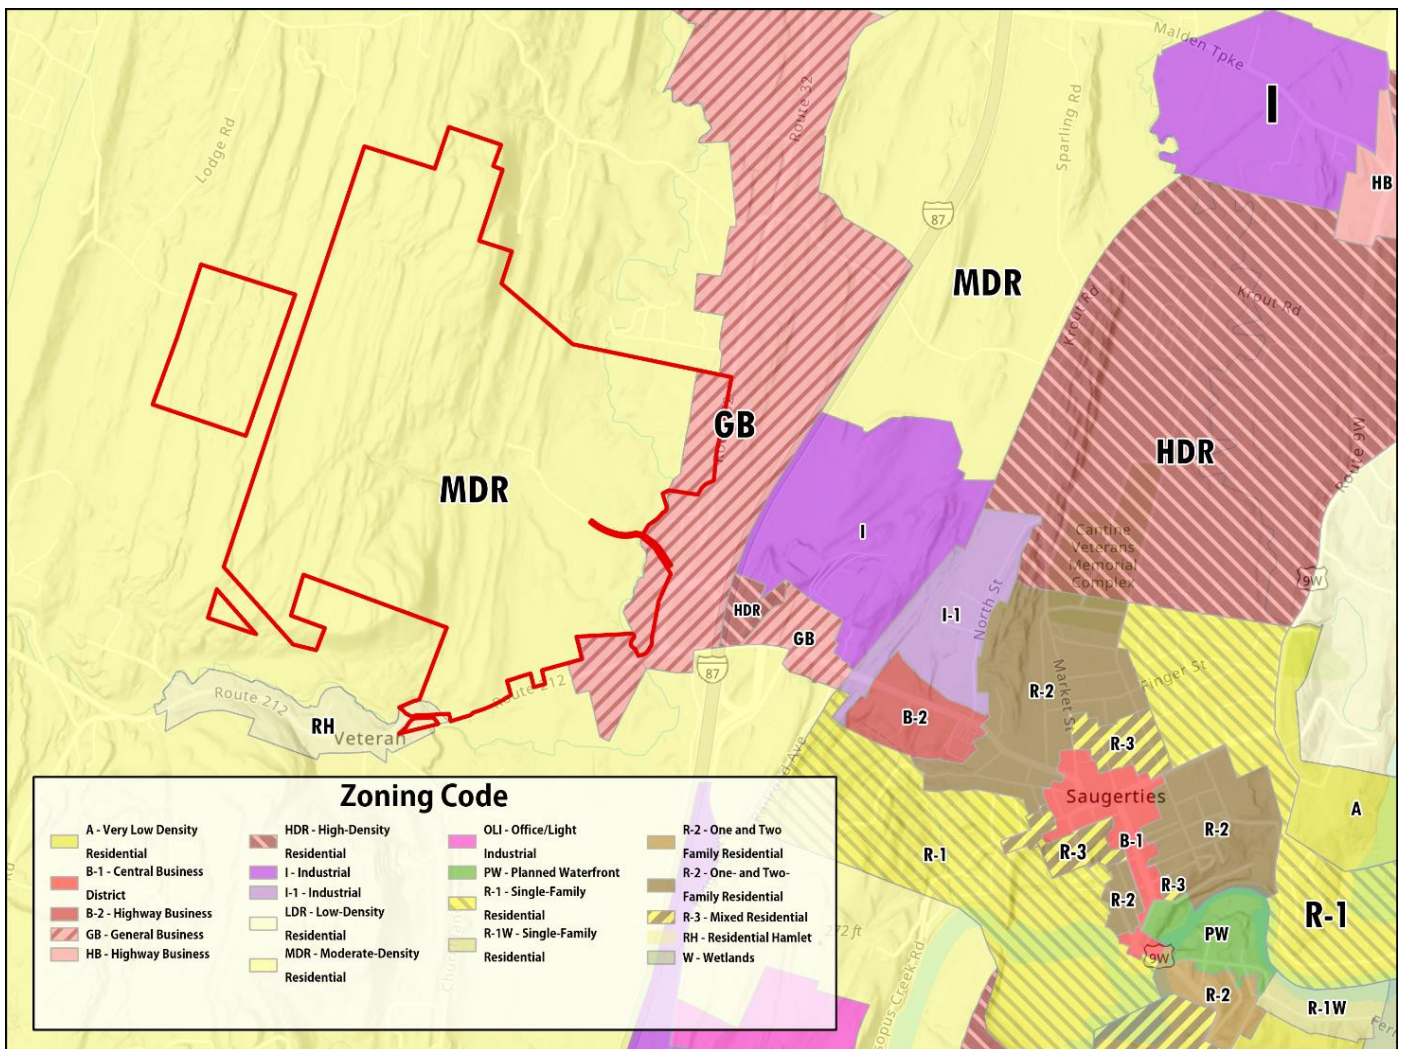 Malden Tpke
I
Route 32
Sparling Rd
Lodge Rd
HB
87
MDR
Krout Rd
Krout Rd
GB
HDR
Route 9W
MDR
I
Cantine
Veterans
Memorial
Complex
9W
HDR
I-1
North St
GB
87
Finger St
R-2
Market St
Route 212
Route 212
RH
Veteran
B-2
R-3
Saugerties
A
R-2
B-1
R-1
R-3
R-3
R-2
R-1
PW
9W
R-2
R-1W
272 ft
Zoning Code
A - Very Low Density
Residential
B-1 - Central Business
District
B-2 - Highway Business
GB - General Business
HB - Highway Business
HDR - High-Density
Residential
I - Industrial
I-1 - Industrial
LDR - Low-Density
Residential
MDR - Moderate-Density
Residential
OLI - Office/Light
Industrial
PW - Planned Waterfront
R-1 - Single-Family
Residential
R-1W - Single-Family
Residential
R-2 - One and Two
Family Residential
R-2 - One- and Two-
Family Residential
R-3 - Mixed Residential
RH - Residential Hamlet
W - Wetlands